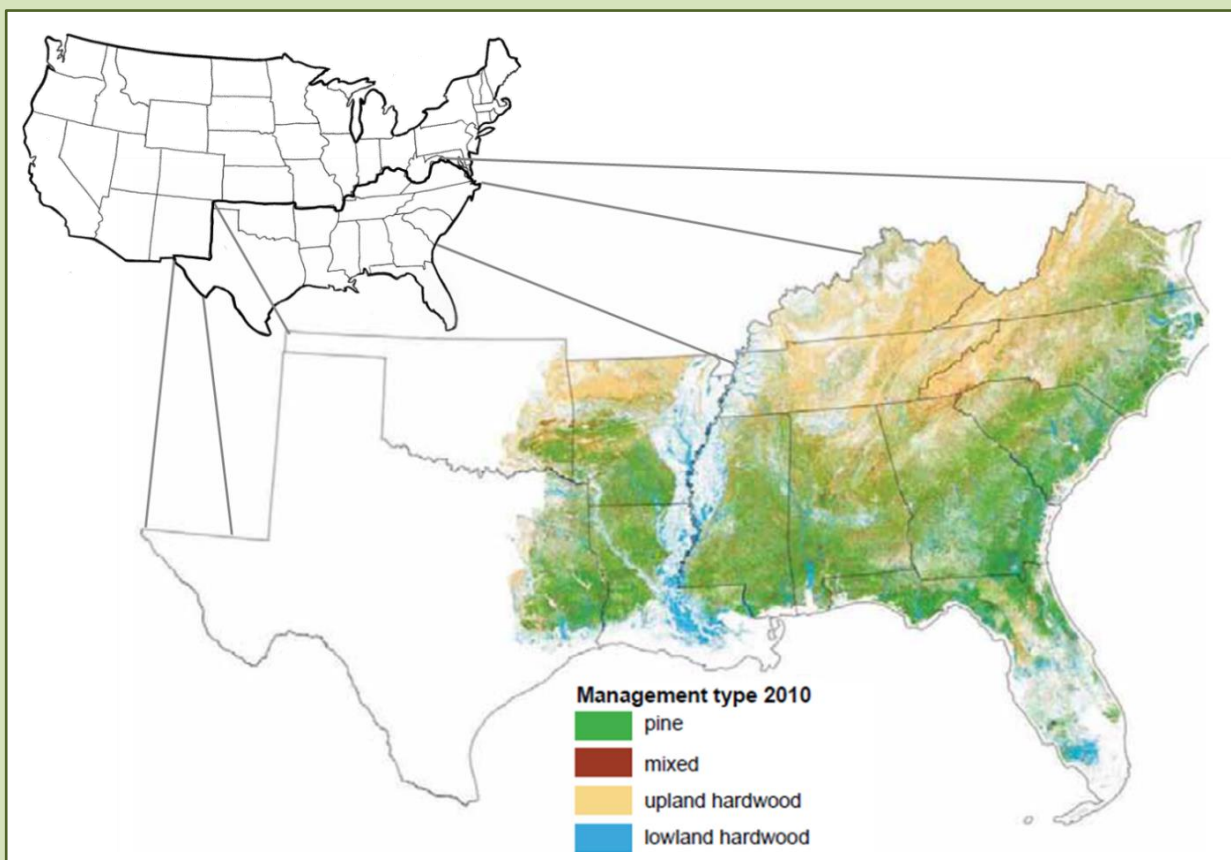 Management type 2010
pine
mixed
upland hardwood
lowland hardwood